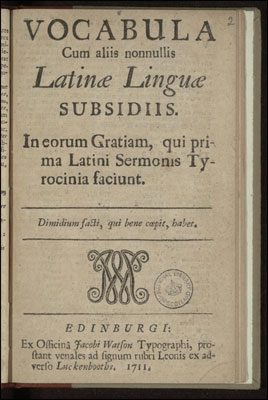 2
VOCABULA
Cum aliis nonnullis
Latinæ Linguæ
SUBSIDIIS.
In eorum Gratiam, qui pri-
ma Latini Sermonis Ty-
rocinia faciunt.
Dimidium facti, qui bene cœpit, habet.
EDINBURGI:
Ex Officinâ Jacobi Watson Typographi, pro-
stant venales ad signum rubri Leonis ex ad-
verso Luckenbooths. 1711.